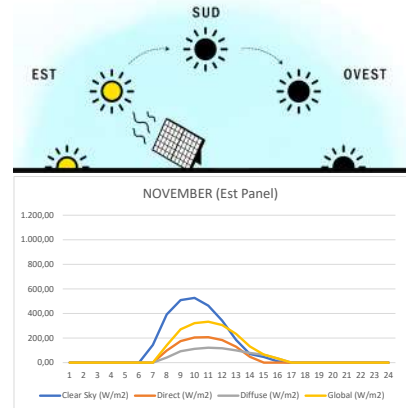 SUD
EST
OVEST
NOVEMBER (Est Panel)
1.200,00
1.000,00
800,00
600,00
400,00
200,00
0,00
1 2 3 4 5 6 7 8 9 10 11 12 13 14 15 16 17 18 19 20 21 22 23 24
Clear Sky (W/m2) Direct (W/m2) Diffuse (W/m2) Global (W/m2)